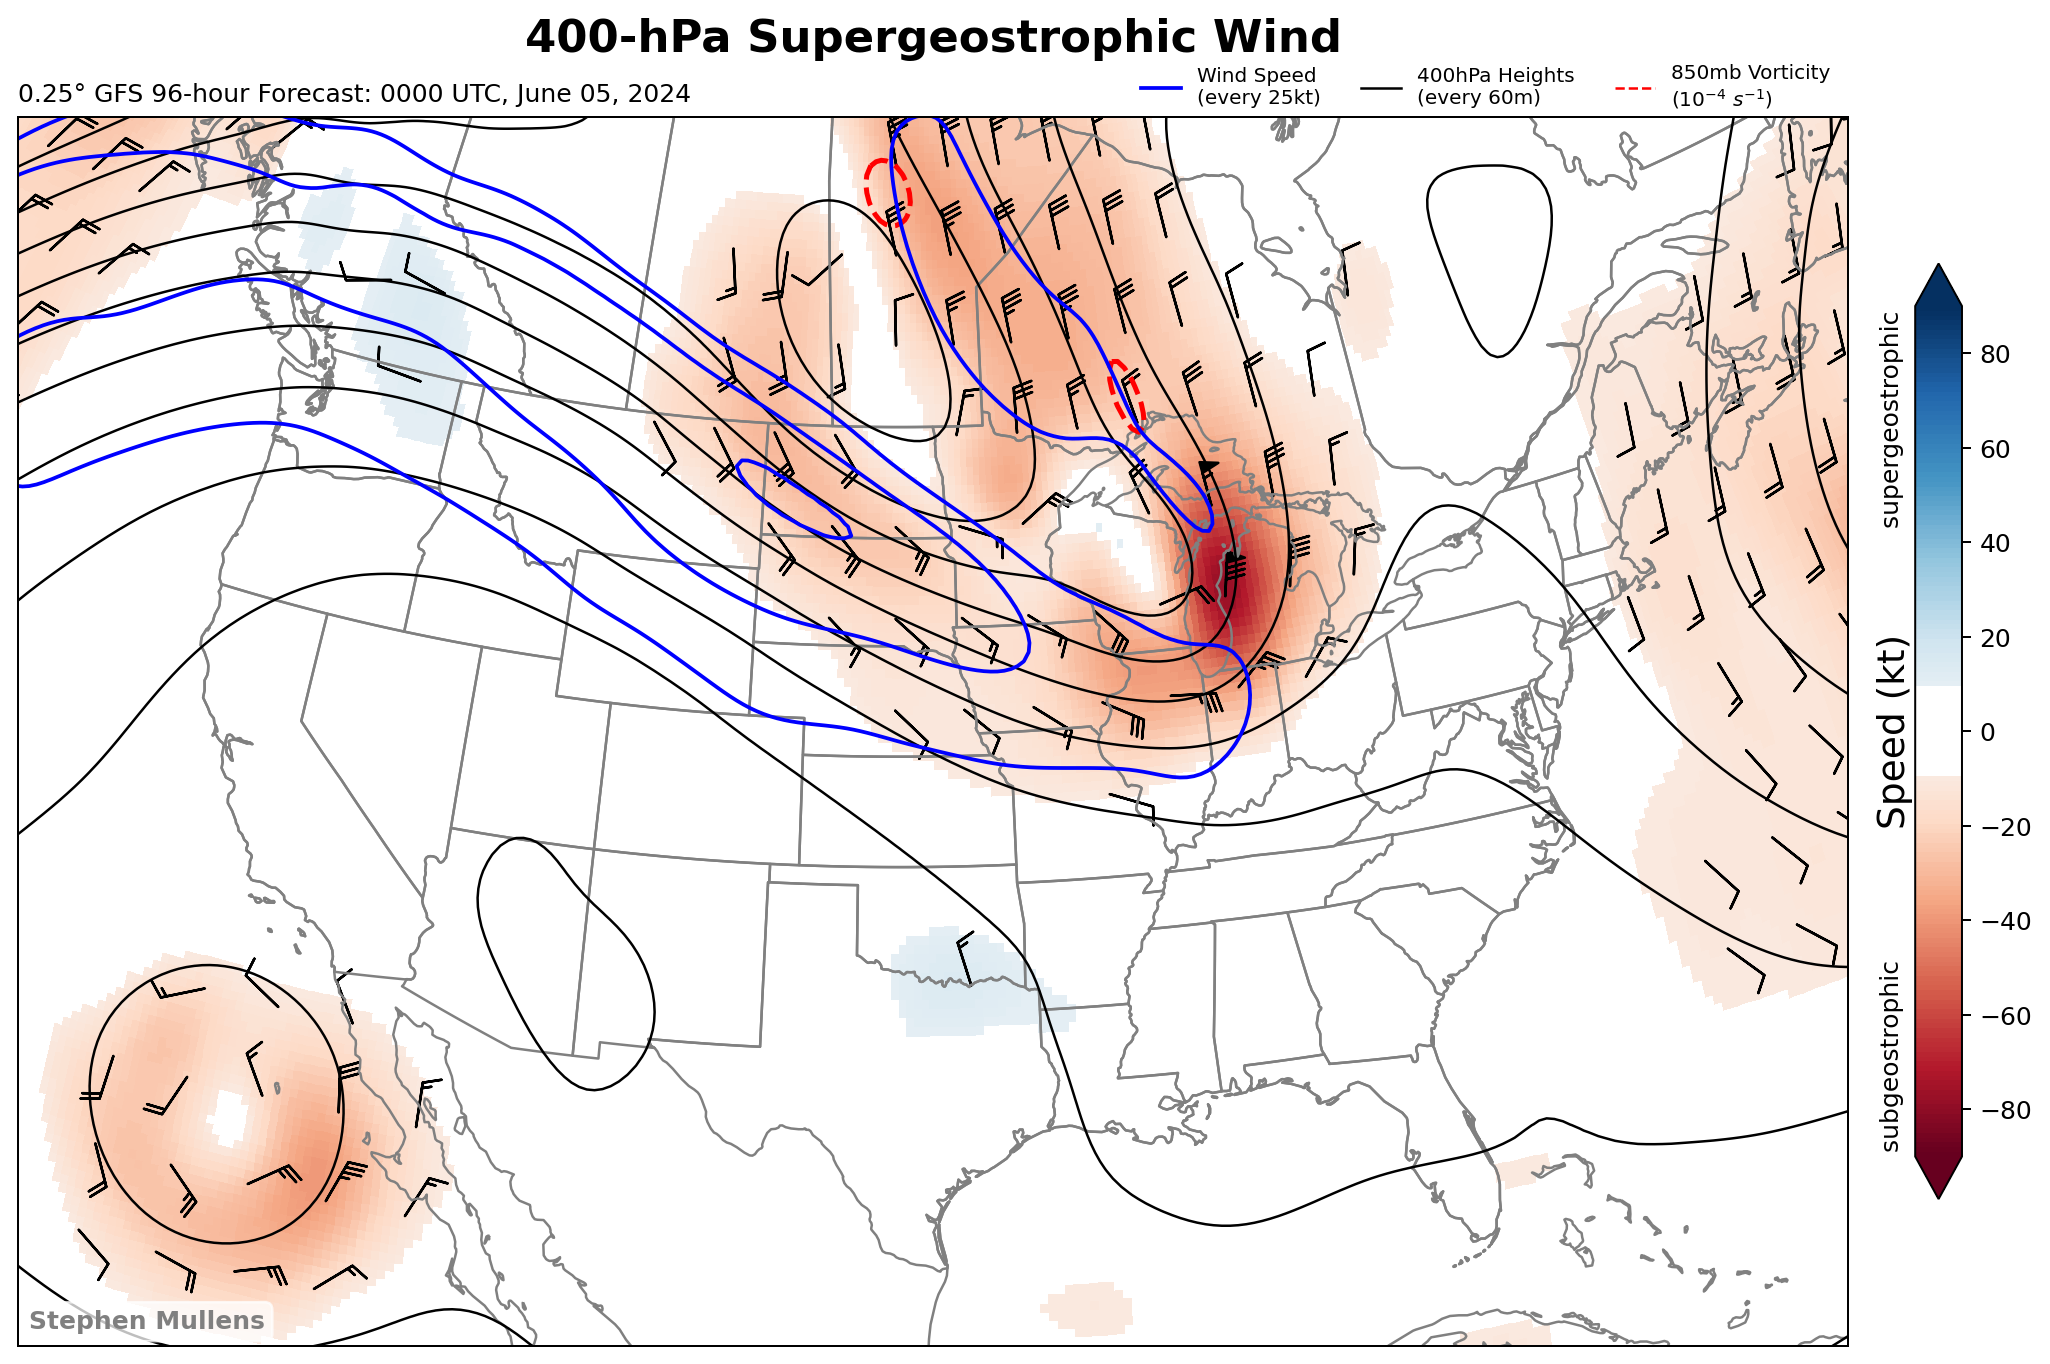 400-hPa Supergeostrophic Wind
0.25° GFS 96-hour Forecast: 0000 UTC, June 05, 2024
Wind Speed
(every 25kt)
400hPa Heights
(every 60m)
850mb Vorticity
(10⁻⁴ s⁻¹)
supergeostrophic
Speed (kt)
subgeostrophic
80
60
40
20
0
−20
−40
−60
−80
Stephen Mullens